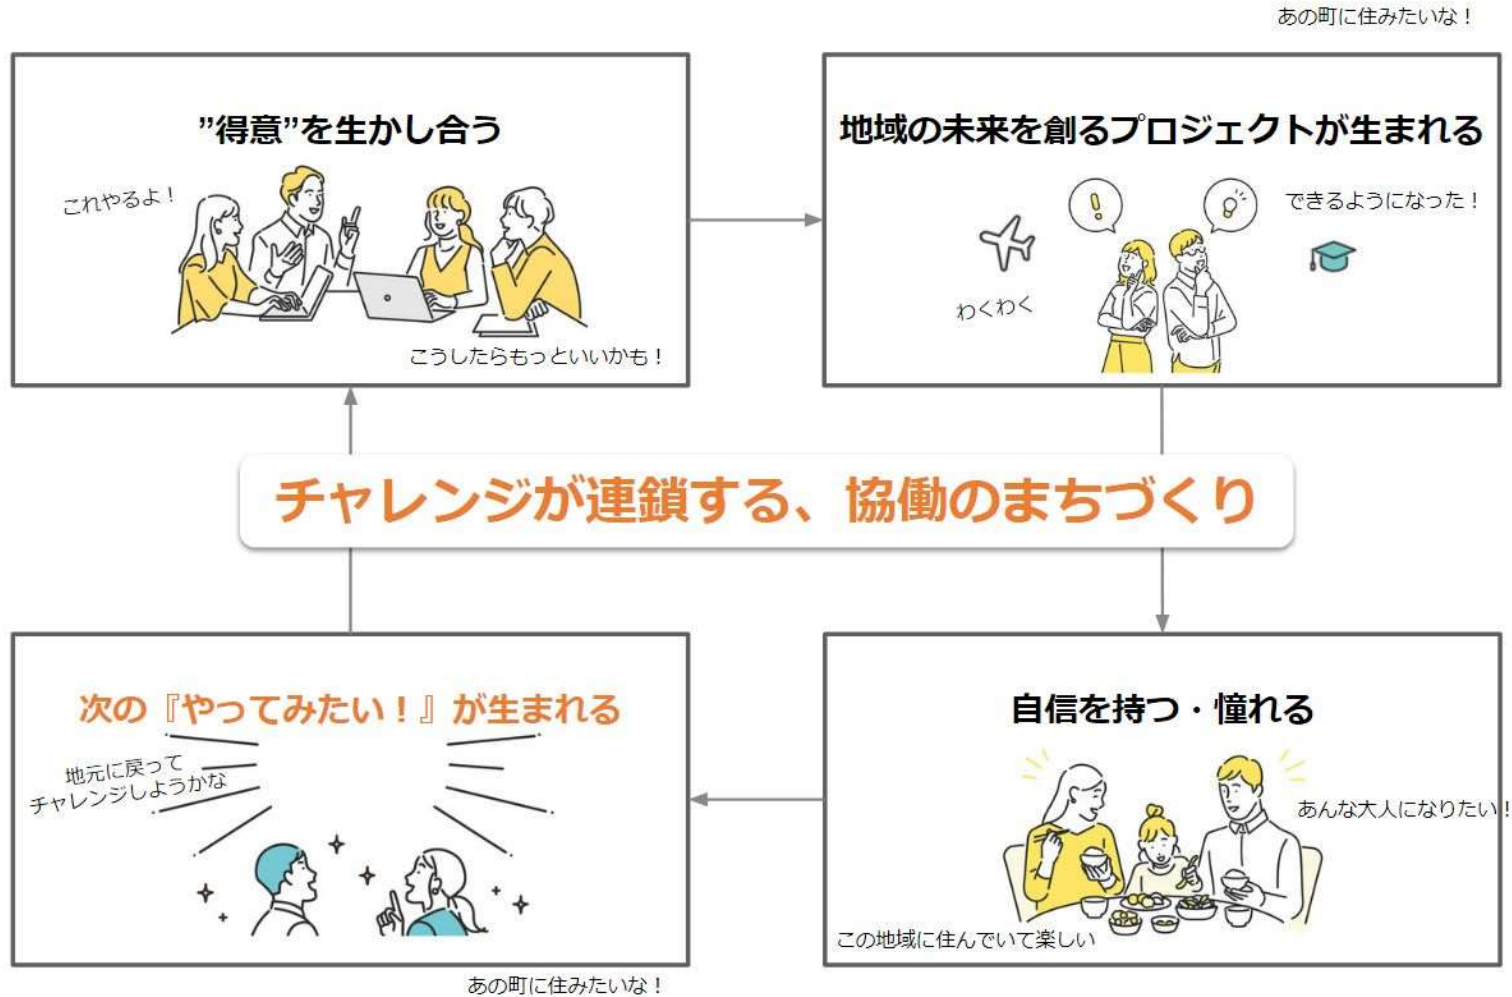 あの町に住みたいな！
”得意”を生かし合う
これやるよ！
こうしたらもっといいかも！
地域の未来を創るプロジェクトが生まれる
できるようになった！
わくわく
チャレンジが連鎖する、協働のまちづくり
次の『やってみたい！』が生まれる
地元に戻って
チャレンジしようかな
自信を持つ・憧れる
あんな大人になりたい！
この地域に住んでいて楽しい
あの町に住みたいな！